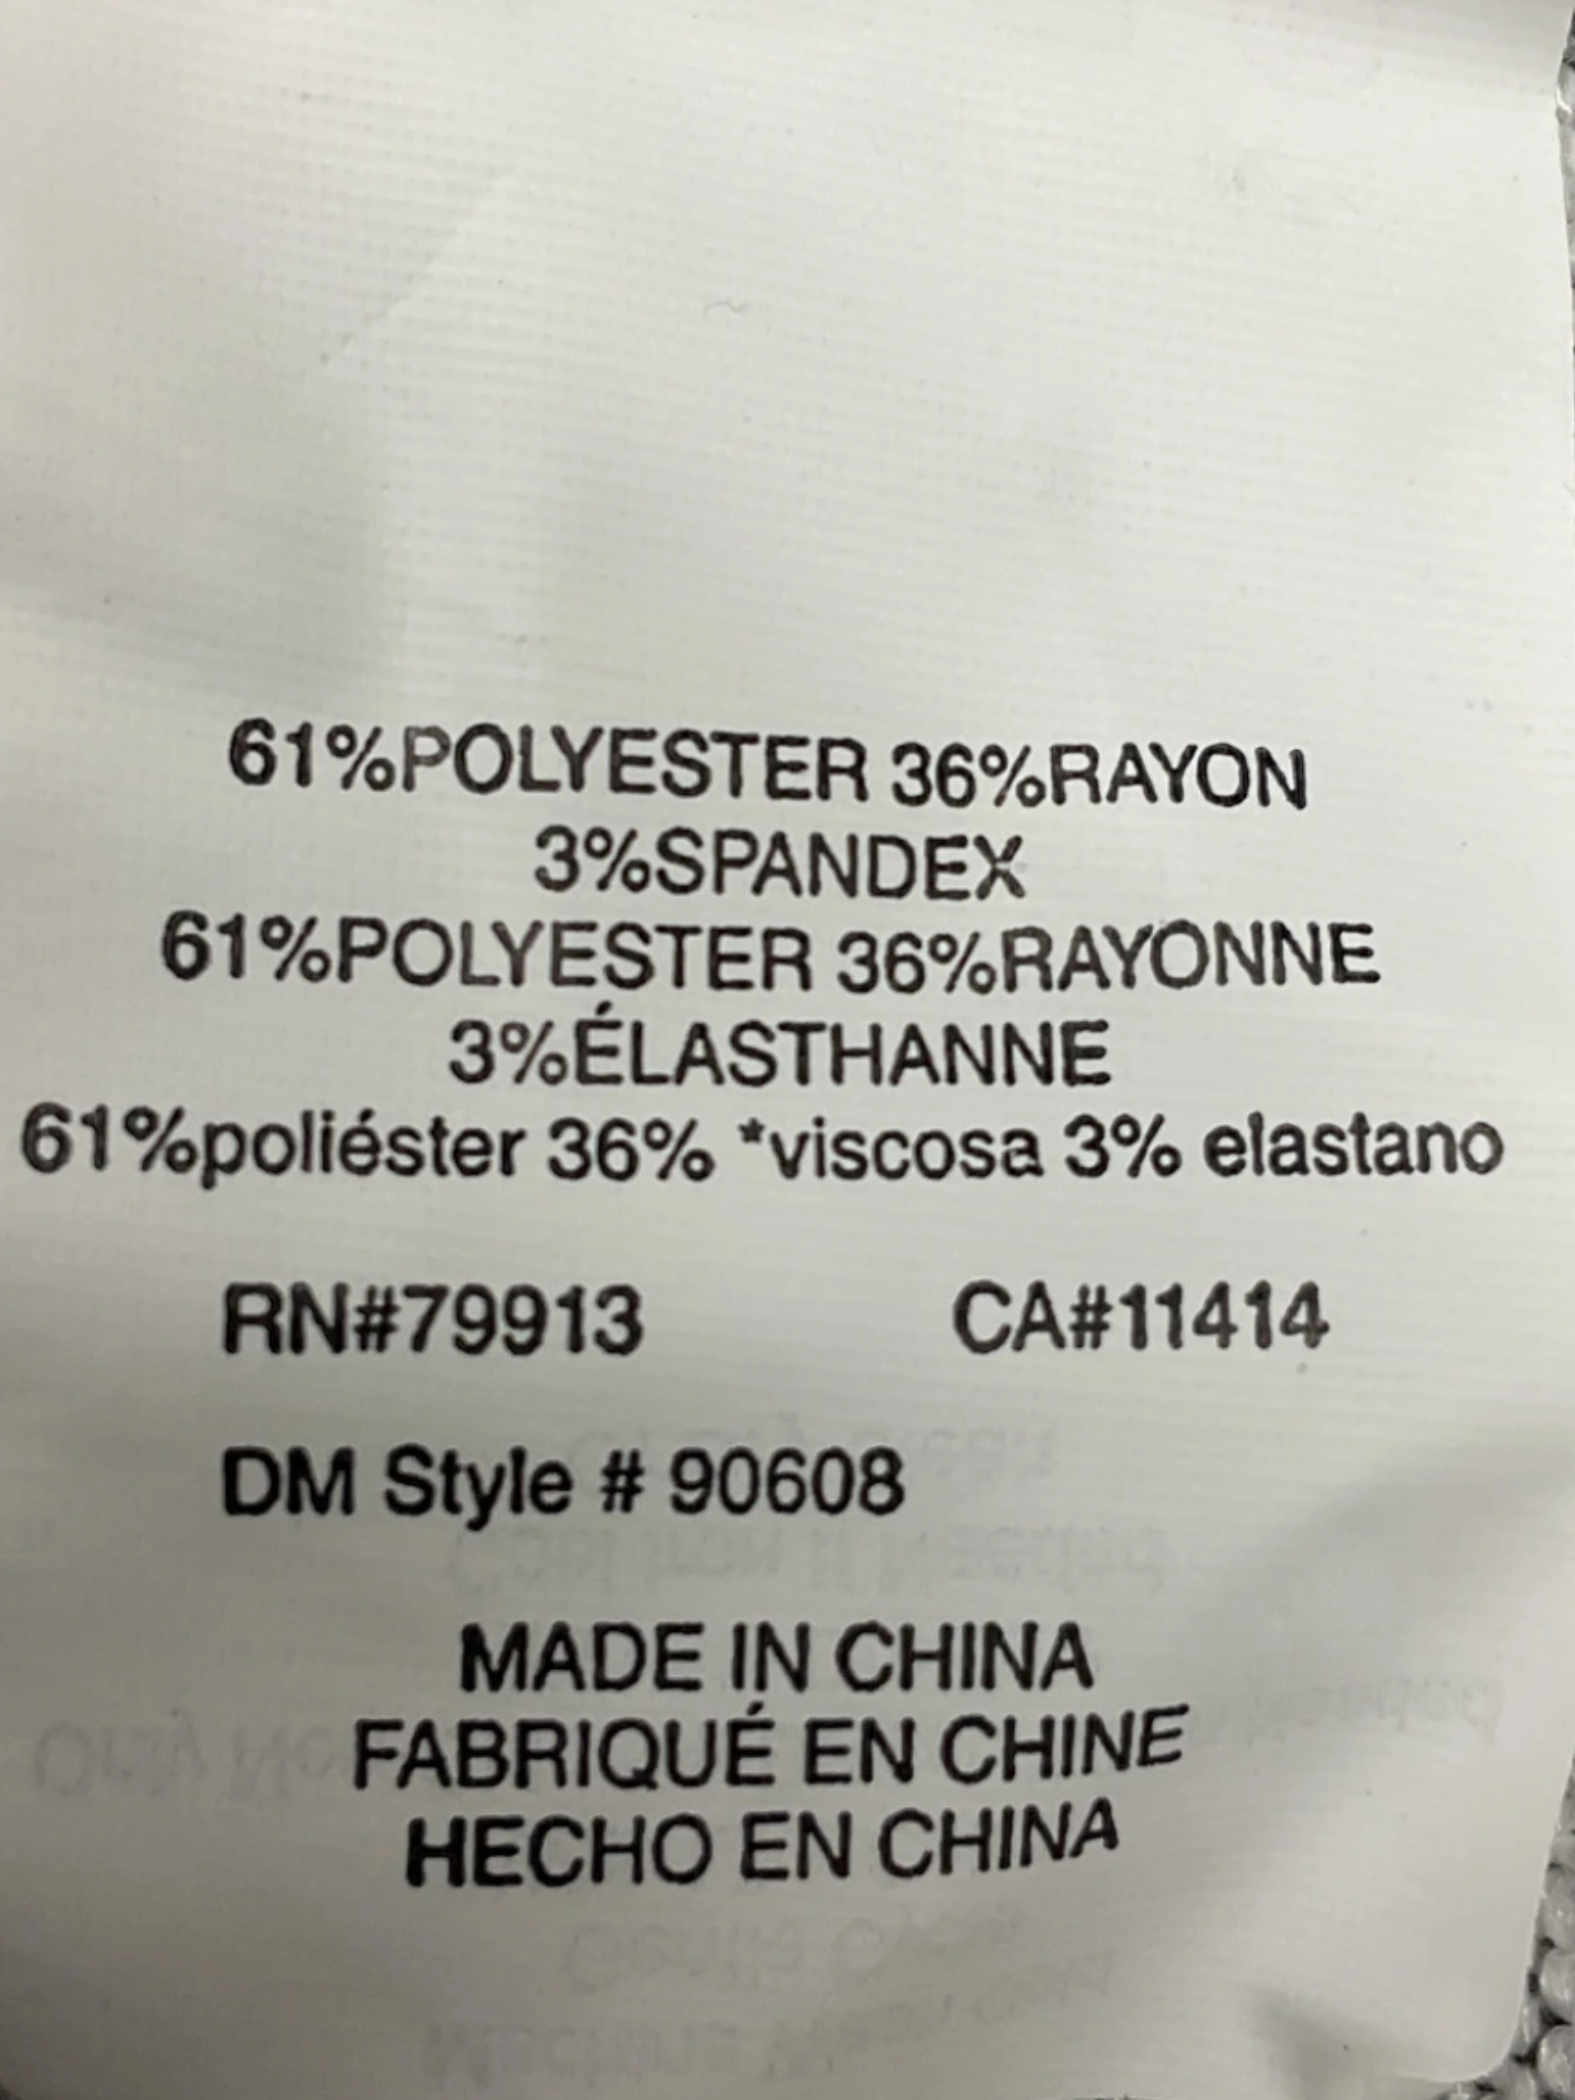 61%POLYESTER 36%RAYON
3%SPANDEX
61%POLYESTER 36%RAYONNE
3%ÉLASTHANNE
61%poliéster 36% *viscosa 3% elastano
RN#79913 CA#11414
DM Style # 90608
MADE IN CHINA
FABRIQUÉ EN CHINE
HECHO EN CHINA